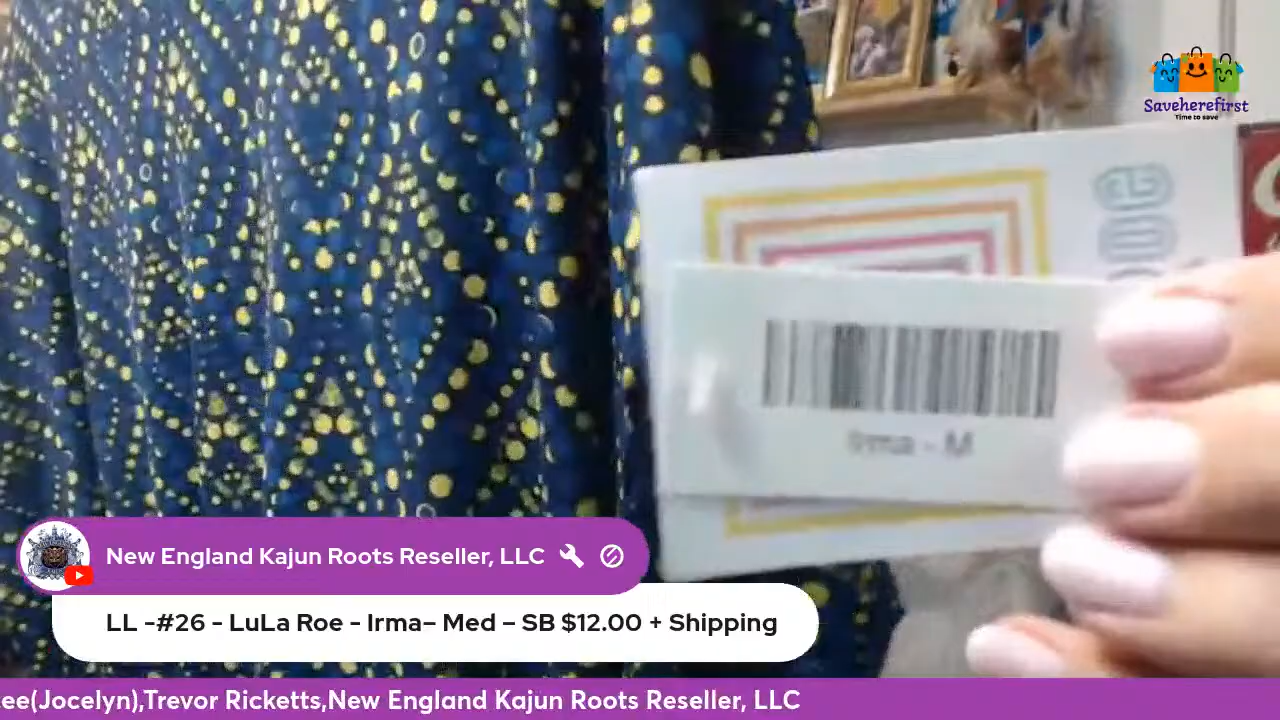 Saveherefirst
Time to save
Irma - M
New England Kajun Roots Reseller, LLC
LL -#26 - LuLa Roe - Irma– Med – SB $12.00 + Shipping
ee(Jocelyn),Trevor Ricketts,New England Kajun Roots Reseller, LLC